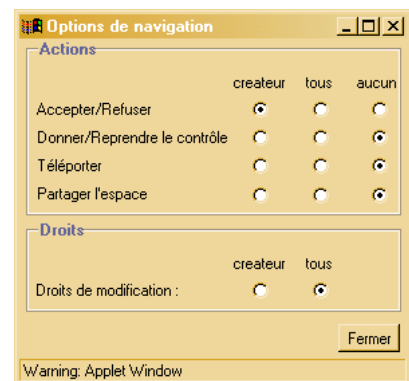 Options de navigation
Actions
createur tous aucun
Accepter/Refuser
Donner/Reprendre le contrôle
Téléporter
Partager l'espace
Droits
createur tous
Droits de modification :
Fermer
Warning: Applet Window